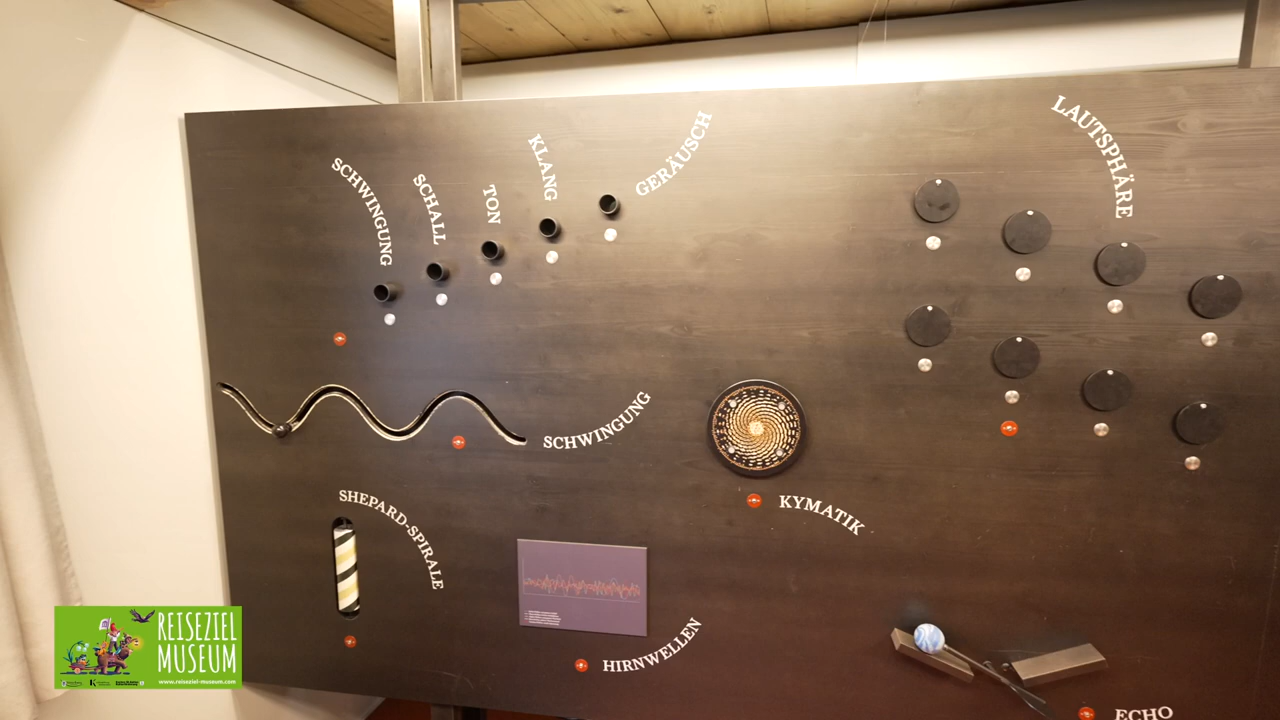 SCHWINGUNG
SCHALL
TON
KLANG
GERÄUSCH
LAUTSPHÄRE
SCHWINGUNG
KYMATIK
SHEPARD-SPIRALE
HIRNWELLEN
ECHO
REISEZIEL
MUSEUM
www.reiseziel-museum.com